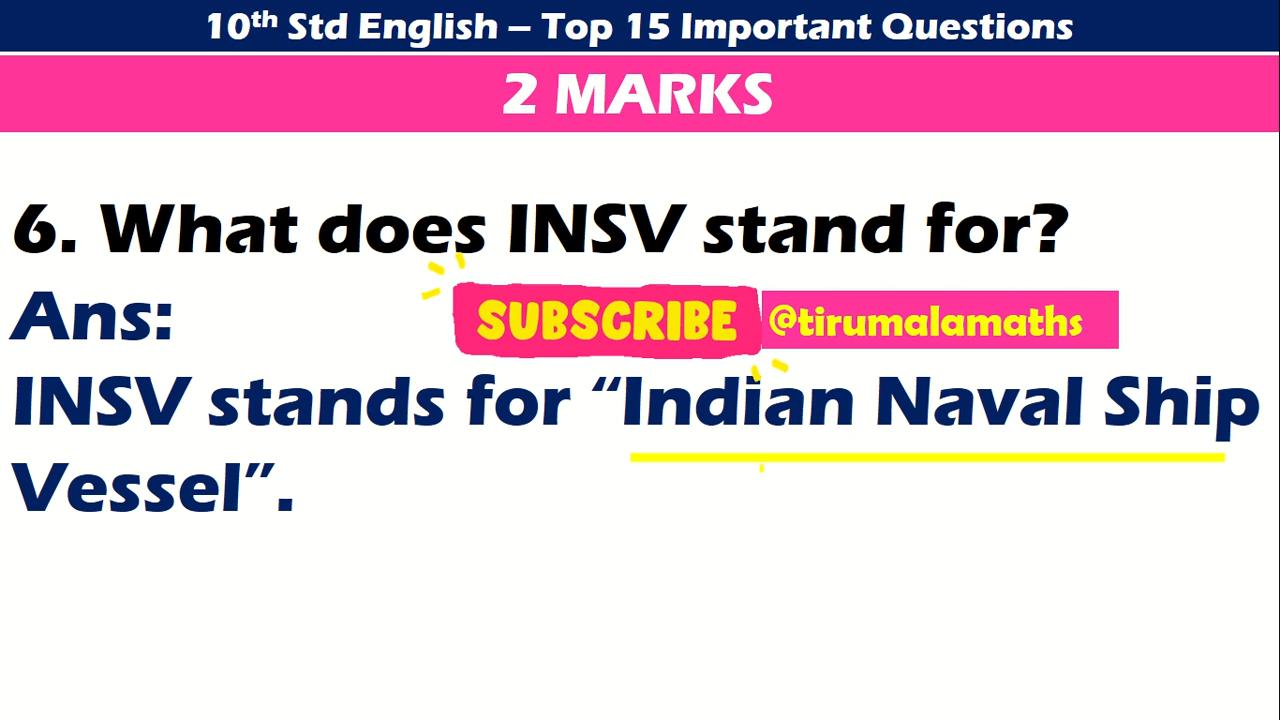 10th Std English – Top 15 Important Questions
2 MARKS
6. What does INSV stand for?
Ans:
SUBSCRIBE @tirumalamaths
INSV stands for “Indian Naval Ship
Vessel”.